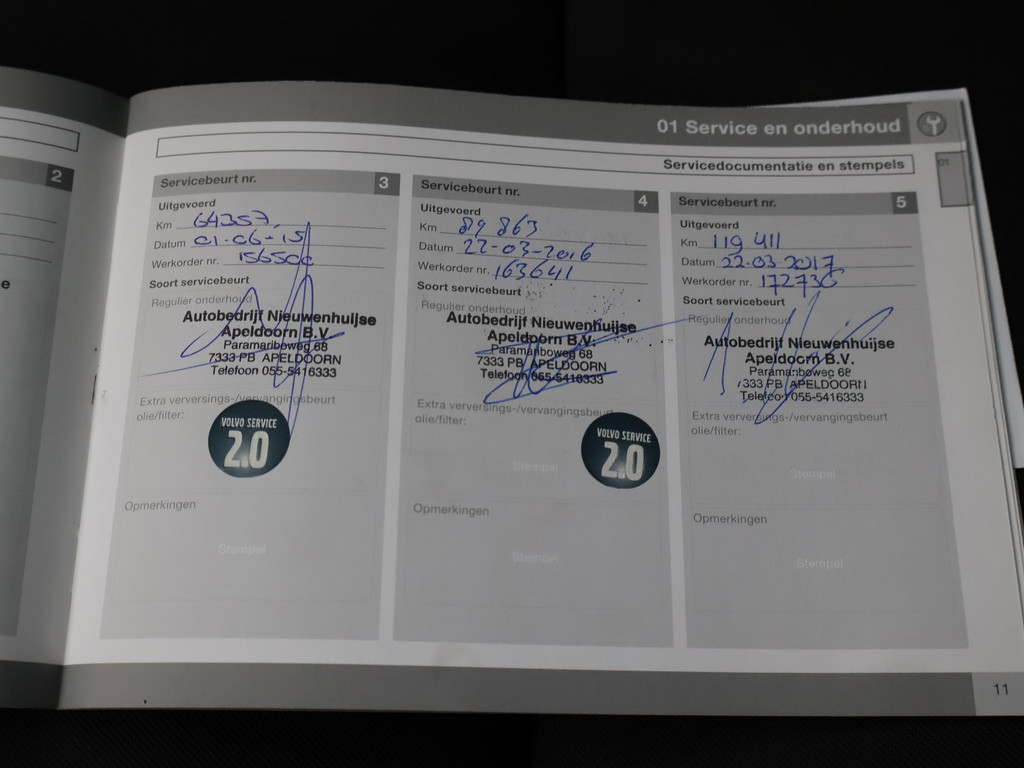 2
e
01 Service en onderhoud
Servicedocumentatie en stempels
01
Servicebeurt nr. 3
Uitgevoerd
Km 64357
Datum 01-06-15
Werkorder nr. 156500
Soort servicebeurt
Regulier onderhoud
Autobedrijf Nieuwenhuijse
Apeldoorn B.V.
Paramariboweg 68
7333 PB APELDOORN
Telefoon 055-5416333
Extra verversings-/vervangingsbeurt
olie/filter:
VOLVO SERVICE
2.0
Opmerkingen
Stempel
Servicebeurt nr. 4
Uitgevoerd
Km 89 863
Datum 22-03-2016
Werkorder nr. 163641
Soort servicebeurt
Regulier onderhoud
Autobedrijf Nieuwenhuijse
Apeldoorn B.V.
Paramariboweg 68
7333 PB APELDOORN
Telefoon 055-5416333
Extra verversings-/vervangingsbeurt
olie/filter:
VOLVO SERVICE
2.0
Stempel
Opmerkingen
Stempel
Servicebeurt nr. 5
Uitgevoerd
Km 119 411
Datum 22-03-2017
Werkorder nr. 172736
Soort servicebeurt
Regulier onderhoud
Autobedrijf Nieuwenhuijse
Apeldoorn B.V.
Paramariboweg 68
7333 PB APELDOORN
Telefoon 055-5416333
Extra verversings-/vervangingsbeurt
olie/filter:
Stempel
Opmerkingen
Stempel
11